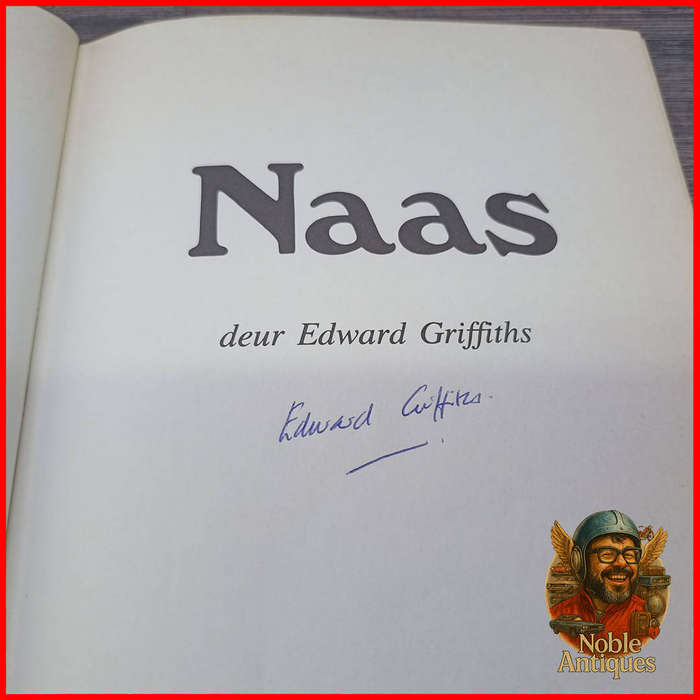 Naas
deur Edward Griffiths
Edward Griffiths.
Noble
Antiques